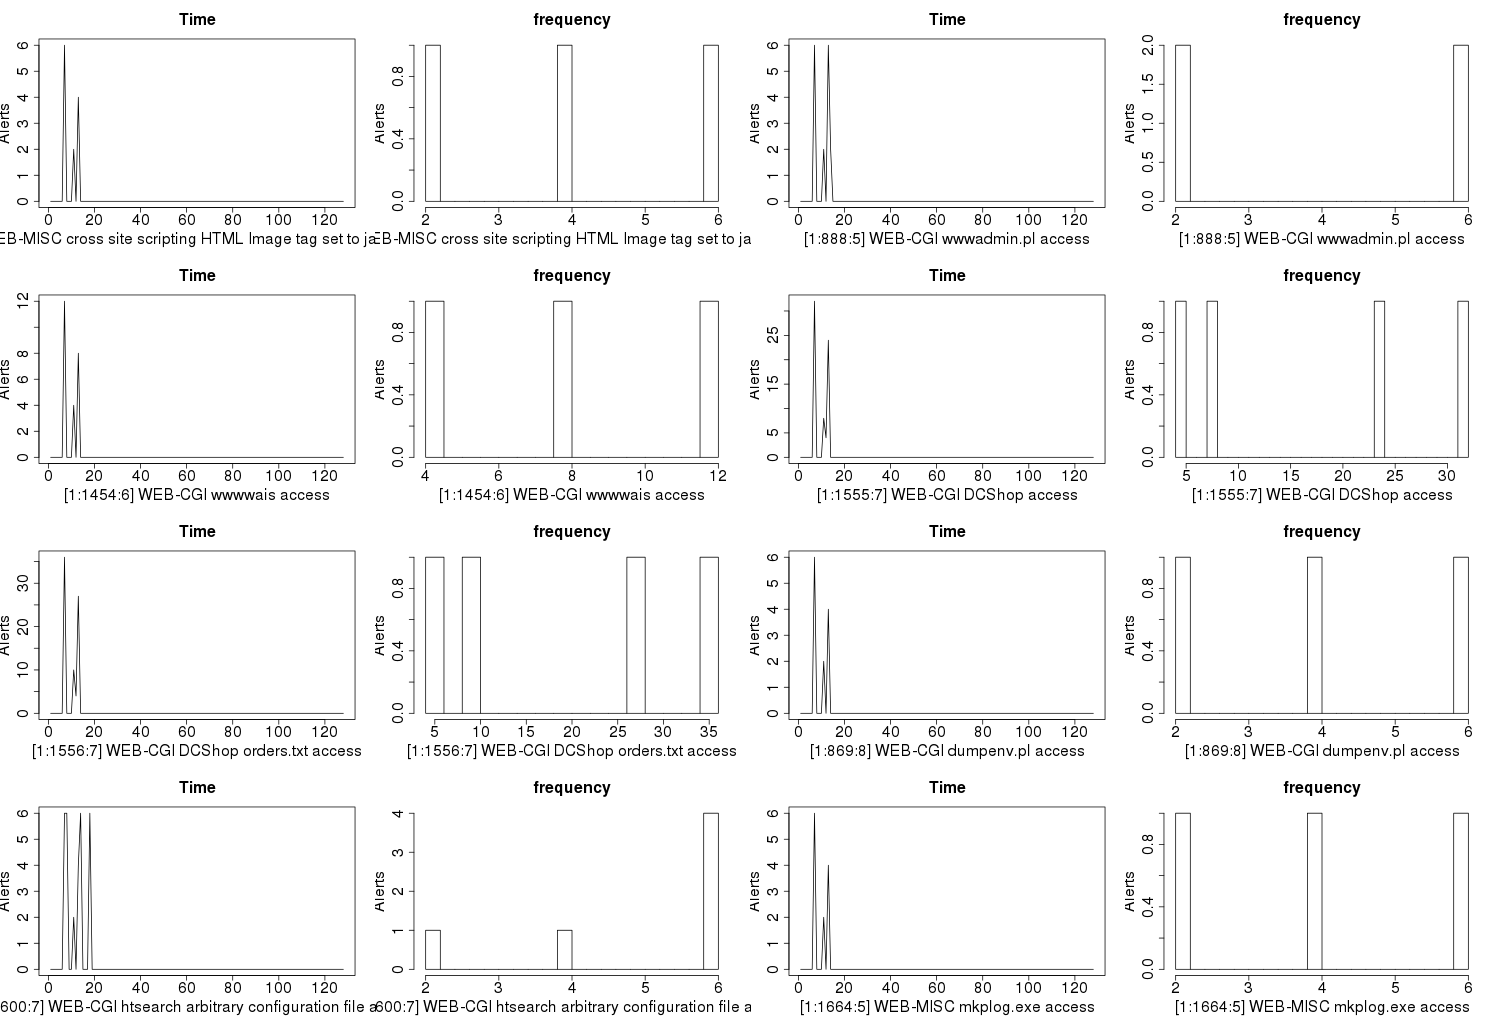 Time frequency Time frequency
Alerts 0 1 2 3 4 5 6 Alerts 0.0 0.4 0.8 Alerts 0 1 2 3 4 5 6 Alerts 0.0 0.5 1.0 1.5 2.0
0 20 40 60 80 100 120 2 3 4 5 6 0 20 40 60 80 100 120 2 3 4 5 6
EB-MISC cross site scripting HTML Image tag set to ja EB-MISC cross site scripting HTML Image tag set to ja [1:888:5] WEB-CGI wwwadmin.pl access [1:888:5] WEB-CGI wwwadmin.pl access
Time frequency Time frequency
Alerts 0 2 4 6 8 12 Alerts 0.0 0.4 0.8 Alerts 0 5 15 25 Alerts 0.0 0.4 0.8
0 20 40 60 80 100 120 4 6 8 10 12 0 20 40 60 80 100 120 5 10 15 20 25 30
[1:1454:6] WEB-CGI wwwwais access [1:1454:6] WEB-CGI wwwwais access [1:1555:7] WEB-CGI DCShop access [1:1555:7] WEB-CGI DCShop access
Time frequency Time frequency
Alerts 0 10 20 30 Alerts 0.0 0.4 0.8 Alerts 0 1 2 3 4 5 6 Alerts 0.0 0.4 0.8
0 20 40 60 80 100 120 5 10 15 20 25 30 35 0 20 40 60 80 100 120 2 3 4 5 6
[1:1556:7] WEB-CGI DCShop orders.txt access [1:1556:7] WEB-CGI DCShop orders.txt access [1:869:8] WEB-CGI dumpenv.pl access [1:869:8] WEB-CGI dumpenv.pl access
Time frequency Time frequency
Alerts 0 1 2 3 4 5 6 Alerts 0 1 2 3 4 Alerts 0 1 2 3 4 5 6 Alerts 0.0 0.4 0.8
0 20 40 60 80 100 120 2 3 4 5 6 0 20 40 60 80 100 120 2 3 4 5 6
600:7] WEB-CGI htsearch arbitrary configuration file a 600:7] WEB-CGI htsearch arbitrary configuration file a [1:1664:5] WEB-MISC mkplog.exe access [1:1664:5] WEB-MISC mkplog.exe access